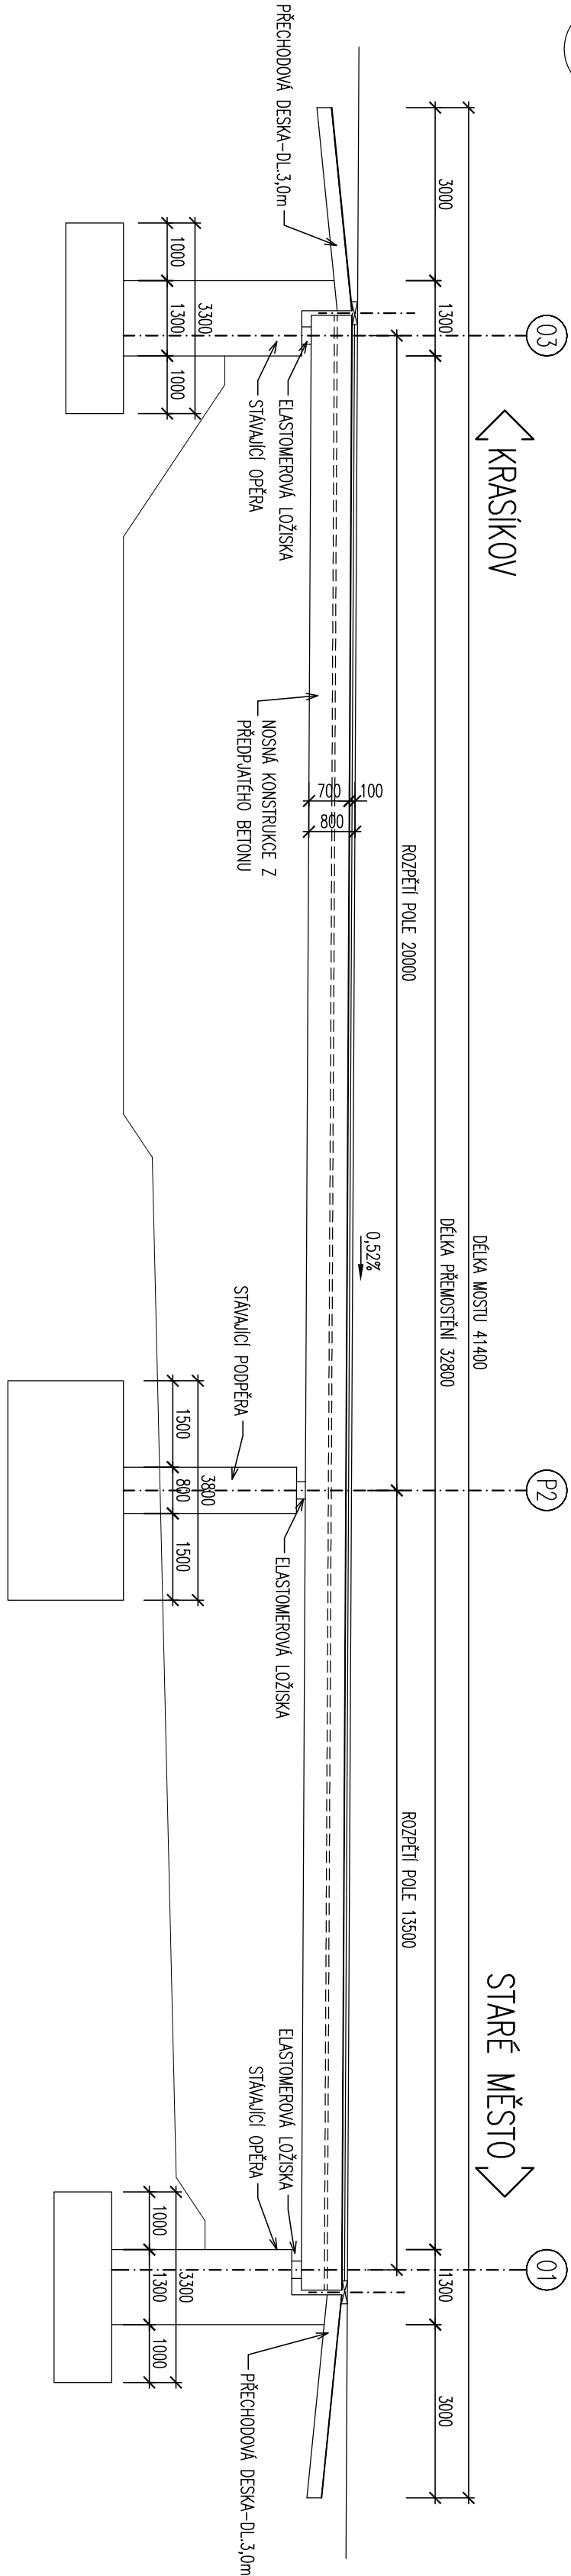 03
P2
01
KRASÍKOV
STARÉ MĚSTO
DÉLKA MOSTU 41400
3000
1300
DÉLKA PŘEMOSTĚNÍ 32800
1300
3000
ROZPĚTÍ POLE 20000
ROZPĚTÍ POLE 13500
0,52%
100
700
800
PŘECHODOVÁ DESKA-DL.3,0m
ELASTOMEROVÁ LOŽISKA
STÁVAJÍCÍ OPĚRA
NOSNÁ KONSTRUKCE Z
PŘEDPJATÉHO BETONU
STÁVAJÍCÍ PODPĚRA
ELASTOMEROVÁ LOŽISKA
ELASTOMEROVÁ LOŽISKA
STÁVAJÍCÍ OPĚRA
PŘECHODOVÁ DESKA-DL.3,0m
3300
1000
1300
1000
3800
1500
800
1500
3300
1000
1300
1000